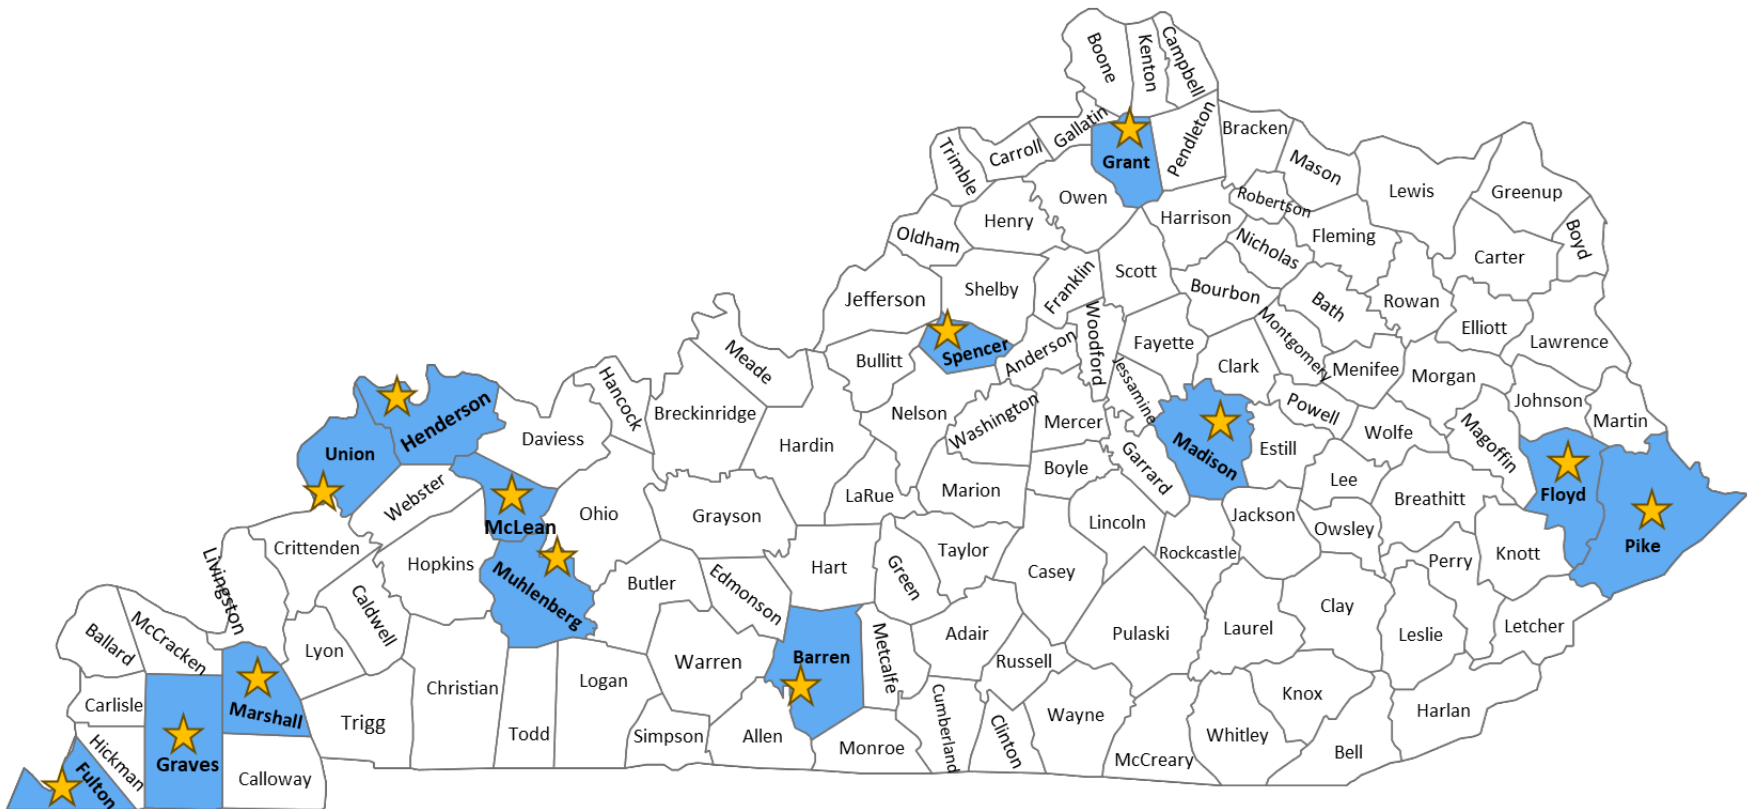 Boone
Kenton
Campbell
Gallatin
Carroll
Trimble
Grant
Pendleton
Bracken
Mason
Lewis
Greenup
Boyd
Owen
Henry
Oldham
Harrison
Robertson
Fleming
Nicholas
Carter
Jefferson
Shelby
Franklin
Scott
Bourbon
Bath
Rowan
Elliott
Lawrence
Spencer
Bullitt
Anderson
Woodford
Fayette
Montgomery
Clark
Menifee
Morgan
Jessamine
Meade
Hancock
Breckinridge
Henderson
Union
Daviess
Hardin
Nelson
Washington
Mercer
Madison
Powell
Estill
Wolfe
Magoffin
Johnson
Martin
Webster
McLean
Ohio
Grayson
LaRue
Marion
Boyle
Garrard
Lincoln
Lee
Breathitt
Floyd
Pike
Jackson
Owsley
Rockcastle
Perry
Knott
Crittenden
Livingston
Hopkins
Muhlenberg
Butler
Edmonson
Hart
Green
Taylor
Casey
Clay
Caldwell
Lyon
McCracken
Ballard
Carlisle
Marshall
Graves
Hickman
Fulton
Calloway
Trigg
Christian
Todd
Logan
Warren
Simpson
Allen
Barren
Metcalfe
Monroe
Adair
Russell
Cumberland
Clinton
Wayne
Pulaski
McCreary
Laurel
Leslie
Letcher
Knox
Whitley
Bell
Harlan